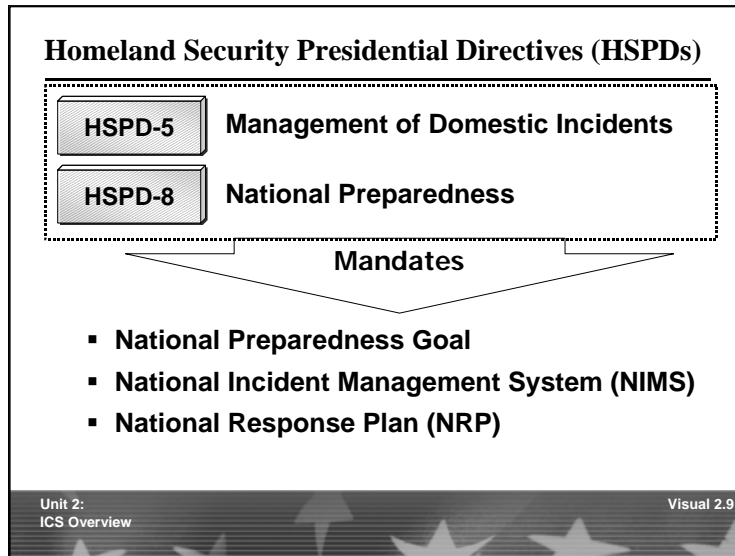 Homeland Security Presidential Directives (HSPDs)
HSPD-5 Management of Domestic Incidents
HSPD-8 National Preparedness
Mandates
▪ National Preparedness Goal
▪ National Incident Management System (NIMS)
▪ National Response Plan (NRP)
Unit 2:
ICS Overview
Visual 2.9